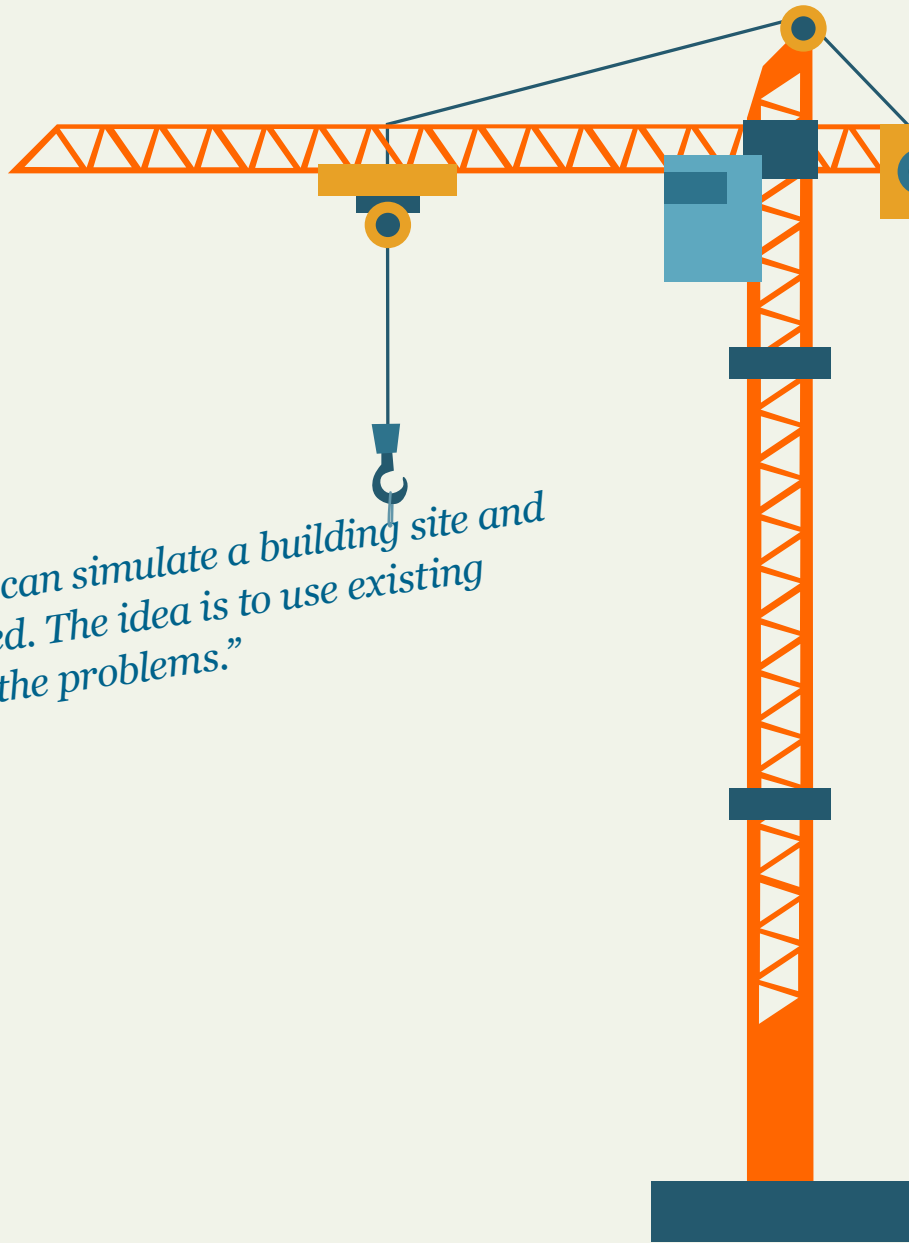 can simulate a building site and
ed. The idea is to use existing
the problems.”